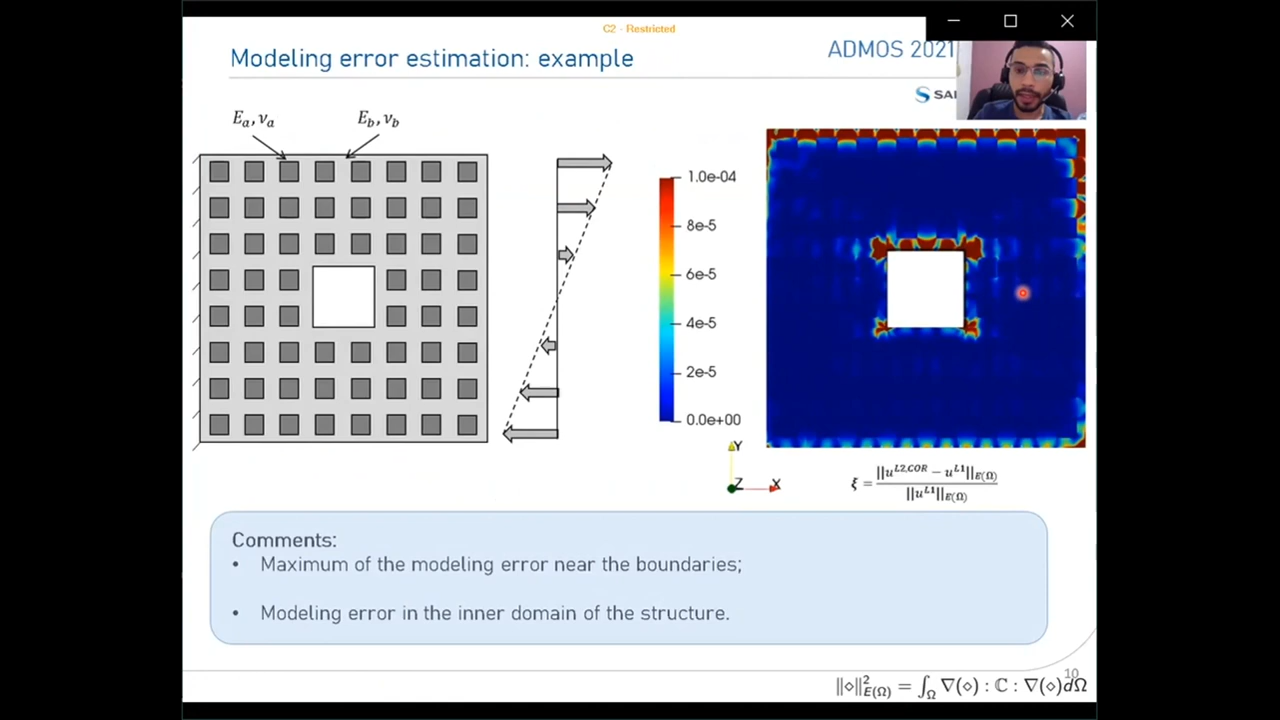 C2 - Restricted
Modeling error estimation: example
ADMOS 2021
SA
E_a, ν_a
E_b, ν_b
1.0e-04
8e-5
6e-5
4e-5
2e-5
0.0e+00
Y
Z
X
ξ = ||u^{L2,COR} − u^{L1}||_{E(Ω)} / ||u^{L1}||_{E(Ω)}
Comments:
• Maximum of the modeling error near the boundaries;
• Modeling error in the inner domain of the structure.
10
‖⋄‖²_{E(Ω)} = ∫_Ω ∇(⋄) : ℂ : ∇(⋄)dΩ